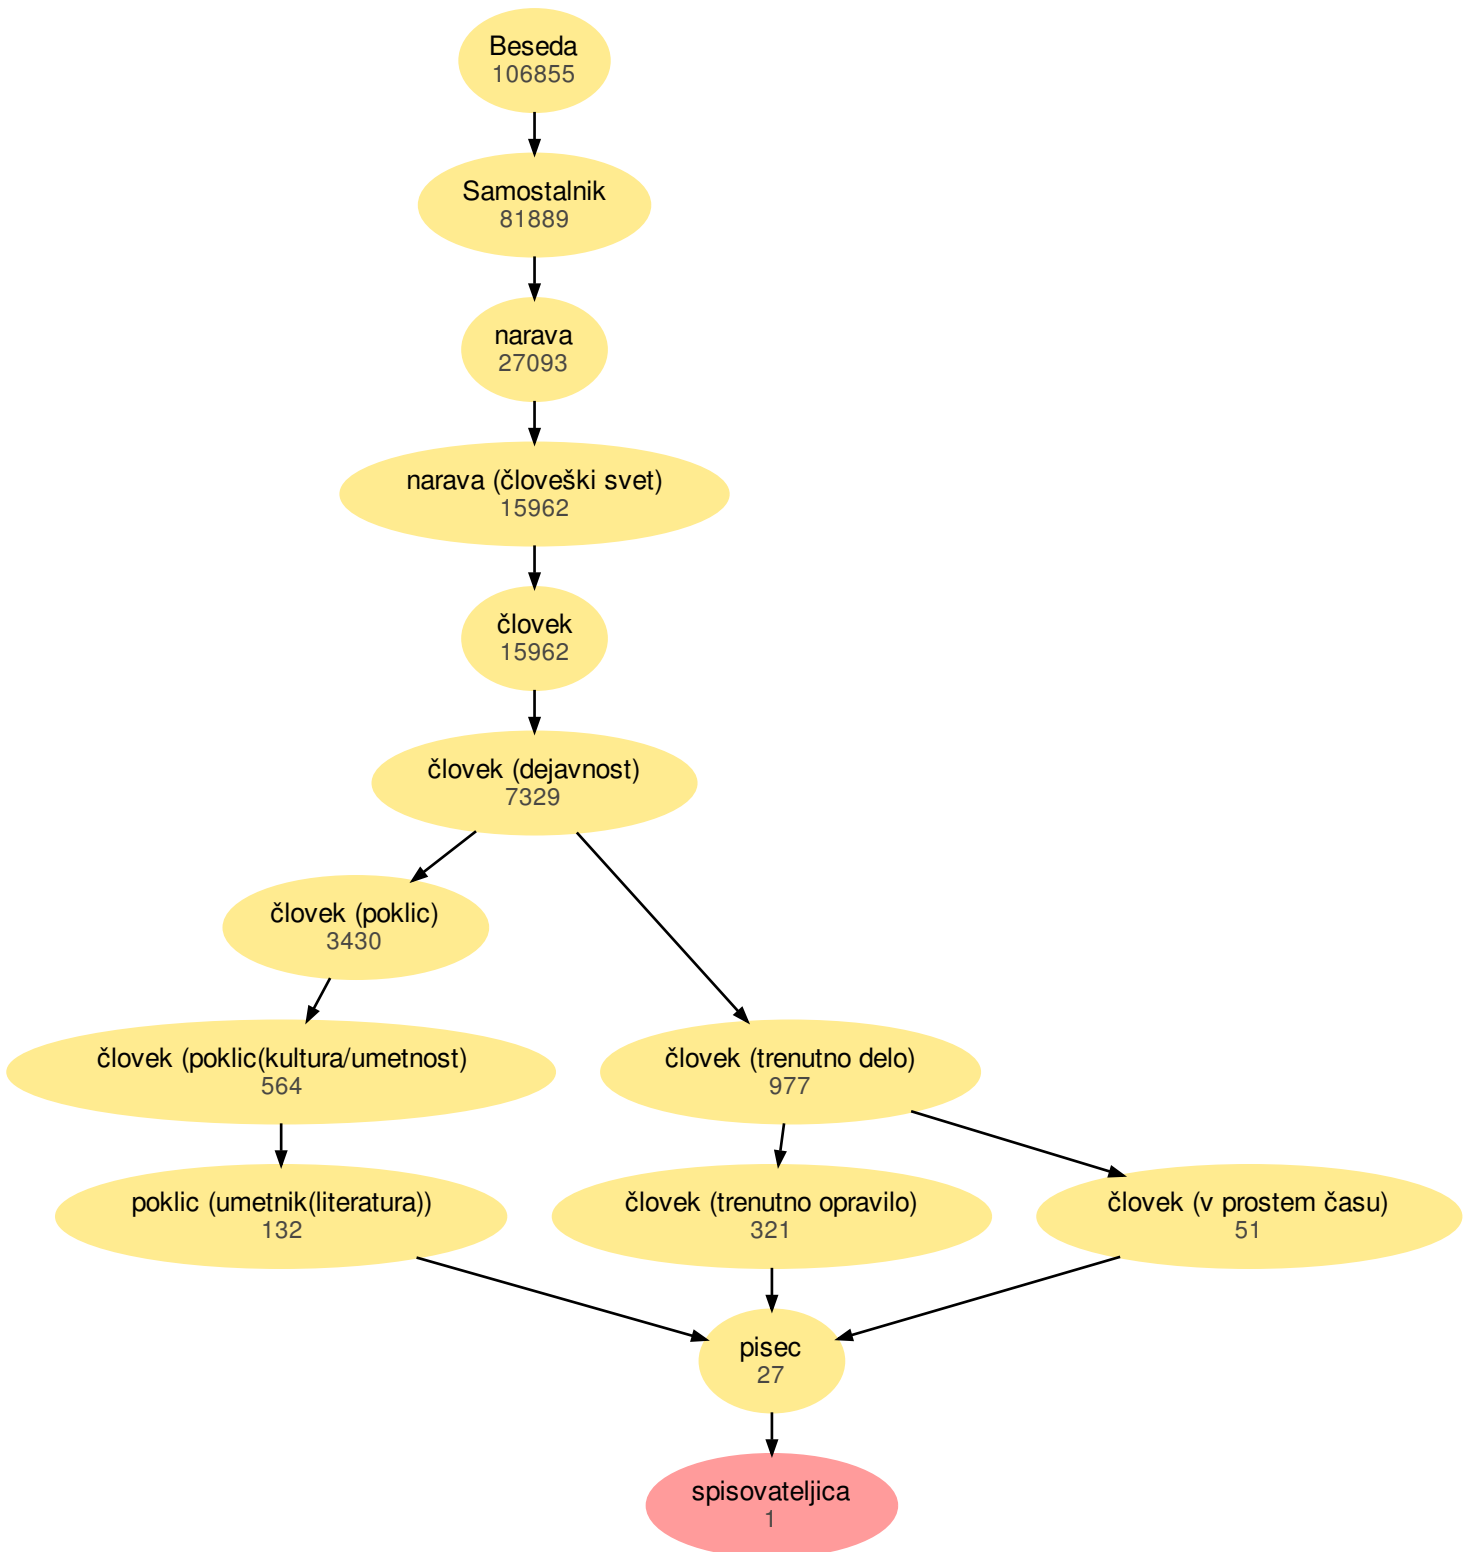 Beseda
106855
Samostalnik
81889
narava
27093
narava (človeški svet)
15962
človek
15962
človek (dejavnost)
7329
človek (poklic)
3430
človek (poklic(kultura/umetnost)
564
človek (trenutno delo)
977
poklic (umetnik(literatura))
132
človek (trenutno opravilo)
321
človek (v prostem času)
51
pisec
27
spisovateljica
1